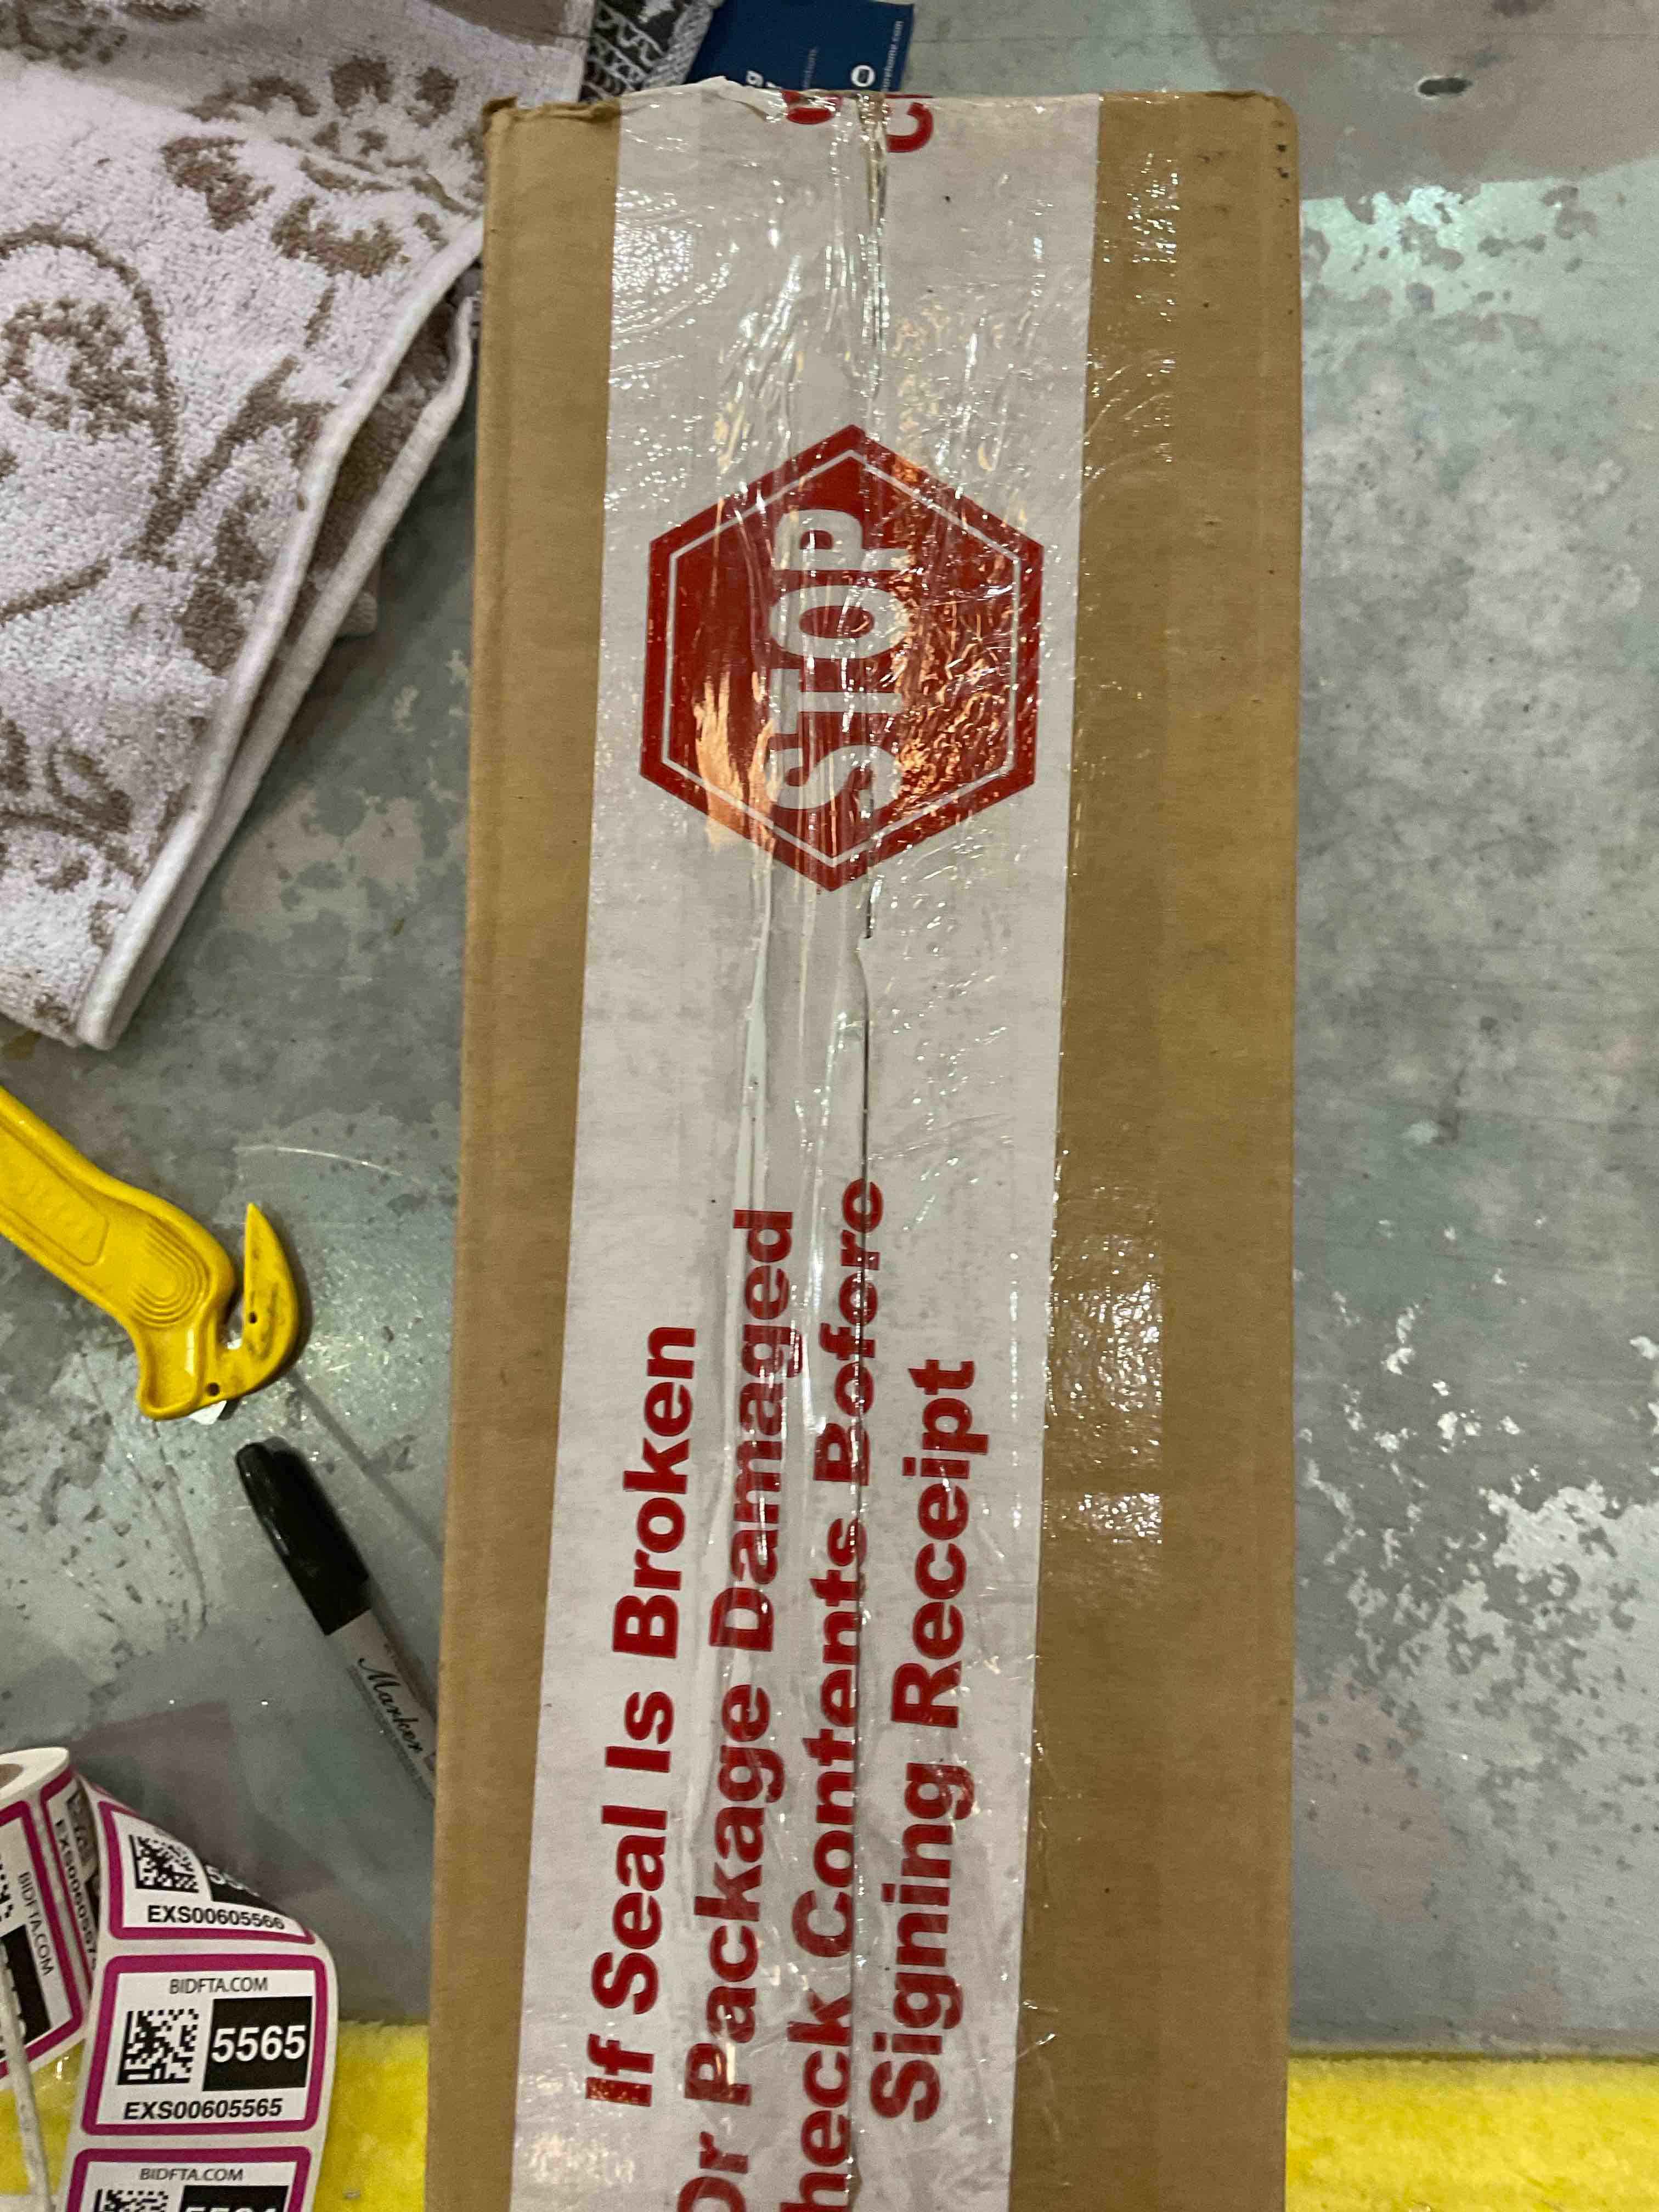 STOP
If Seal Is Broken
Or Package Damaged
heck Contents Before
Signing Receipt
Marker
EXS00605566
BIDFTA.COM
5565
EXS00605565
BIDFTA.COM
BIDFTA.COM